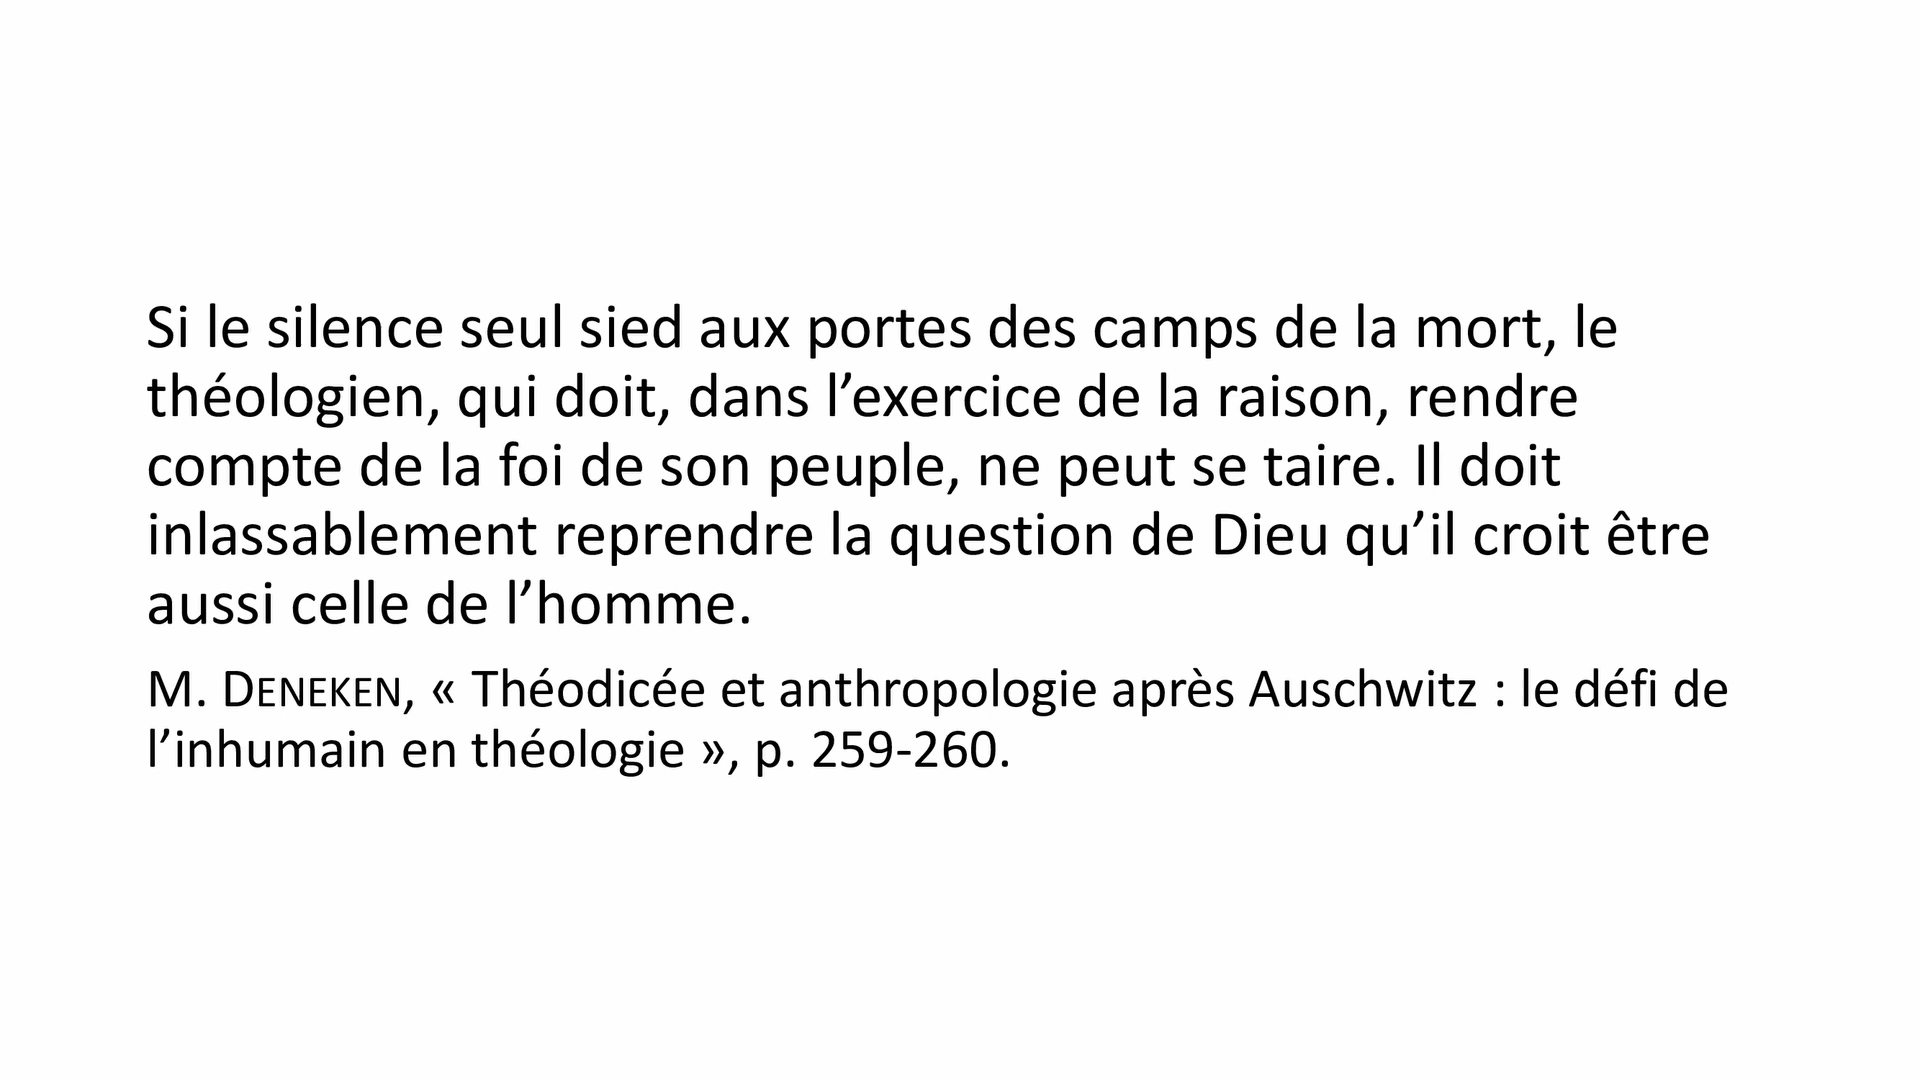 Si le silence seul sied aux portes des camps de la mort, le
théologien, qui doit, dans l’exercice de la raison, rendre
compte de la foi de son peuple, ne peut se taire. Il doit
inlassablement reprendre la question de Dieu qu’il croit être
aussi celle de l’homme.
M. DENEKEN, « Théodicée et anthropologie après Auschwitz : le défi de
l’inhumain en théologie », p. 259-260.